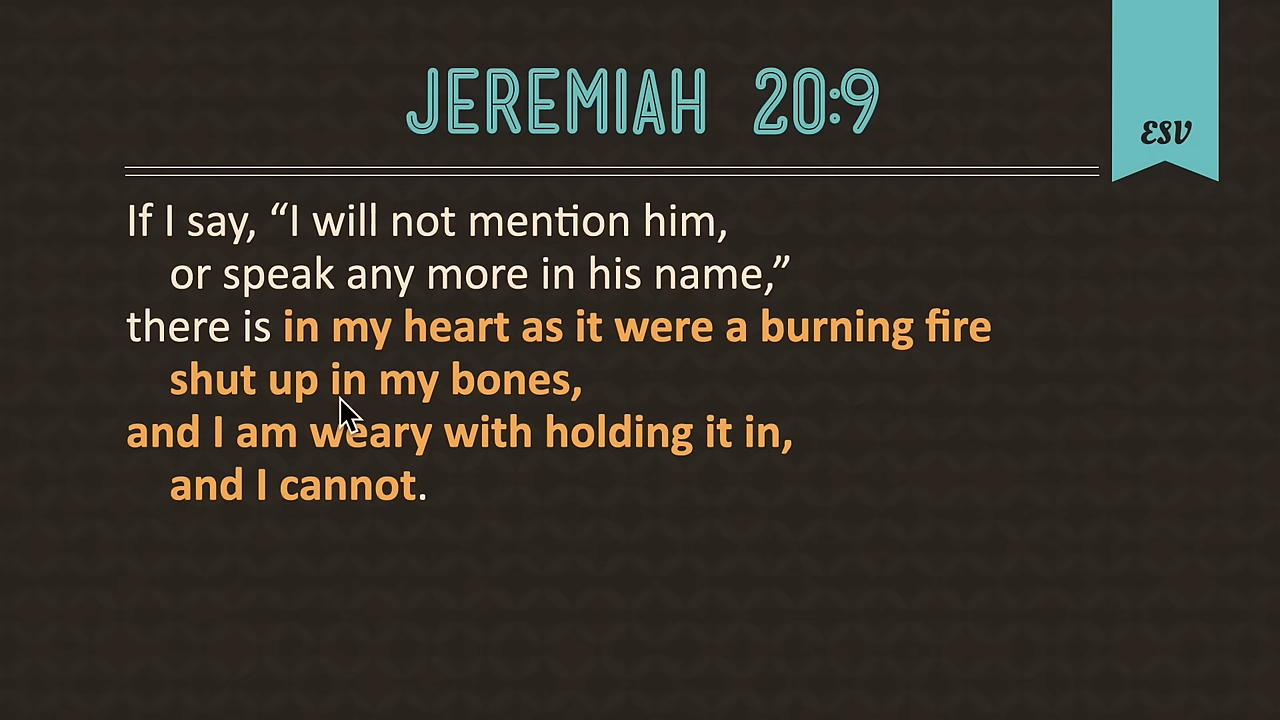 JEREMIAH 20:9
ESV
If I say, “I will not mention him,
or speak any more in his name,”
there is in my heart as it were a burning fire
shut up in my bones,
and I am weary with holding it in,
and I cannot.